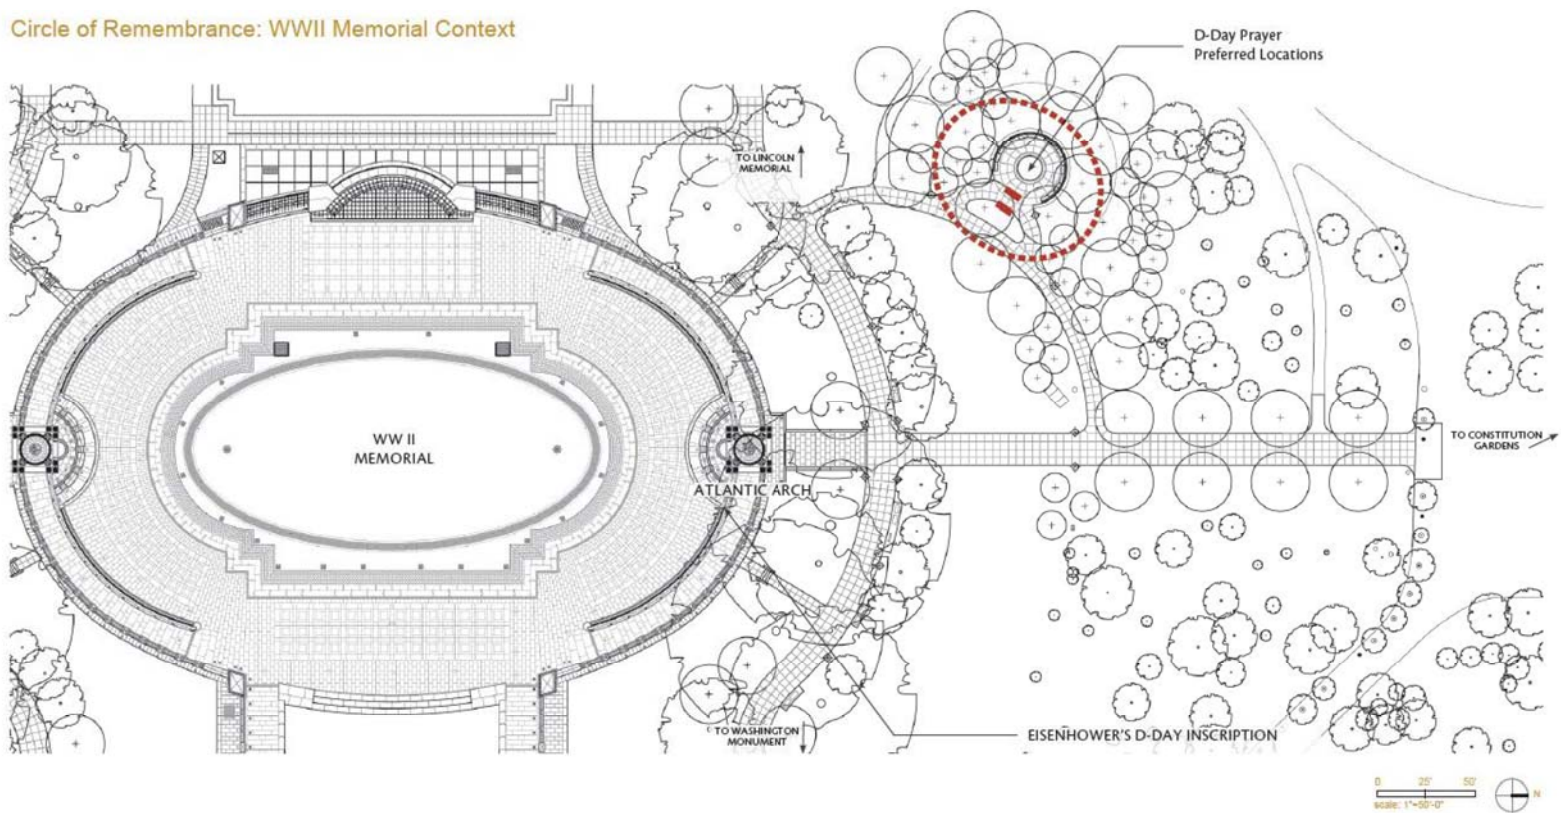 Circle of Remembrance: WWII Memorial Context
D-Day Prayer
Preferred Locations
TO LINCOLN
MEMORIAL
WW II
MEMORIAL
TO CONSTITUTION
GARDENS
ATLANTIC ARCH
TO WASHINGTON
MONUMENT
EISENHOWER'S D-DAY INSCRIPTION
0 25' 50'
scale: 1"=50'-0"
N